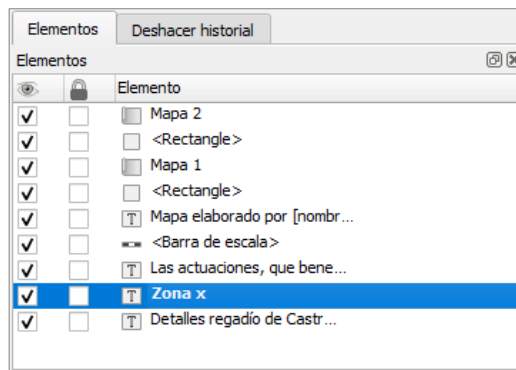 Elementos
Deshacer historial
Elementos
Elemento
Mapa 2
<Rectangle>
Mapa 1
<Rectangle>
Mapa elaborado por [nombr...
<Barra de escala>
Las actuaciones, que bene...
Zona x
Detalles regadío de Castr...